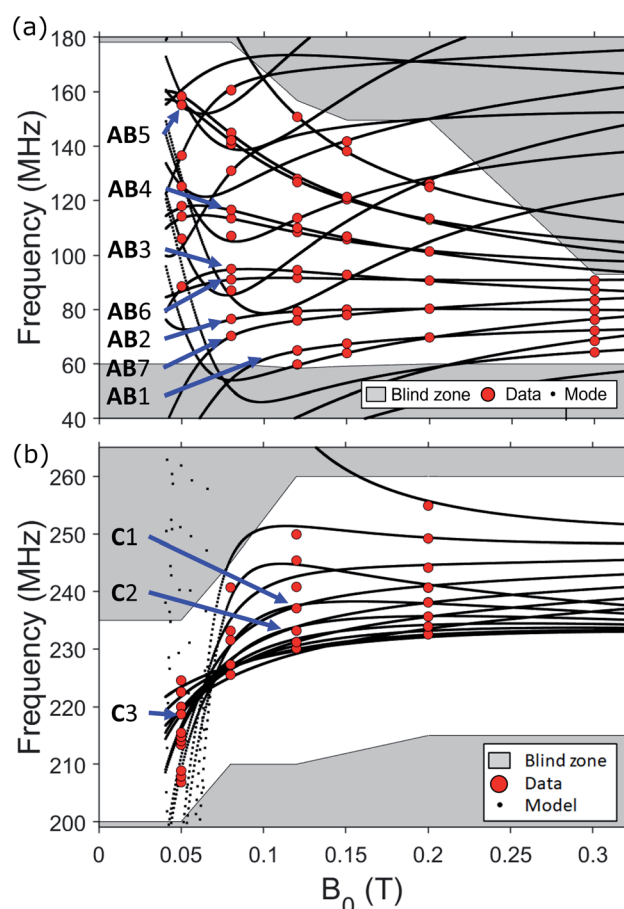 (a)
180
160
140
120
100
80
60
40
Frequency (MHz)
AB5
AB4
AB3
AB6
AB2
AB7
AB1
Blind zone Data Mode
(b)
260
250
240
230
220
210
200
Frequency (MHz)
C1
C2
C3
Blind zone
Data
Model
0 0.05 0.1 0.15 0.2 0.25 0.3
B0 (T)